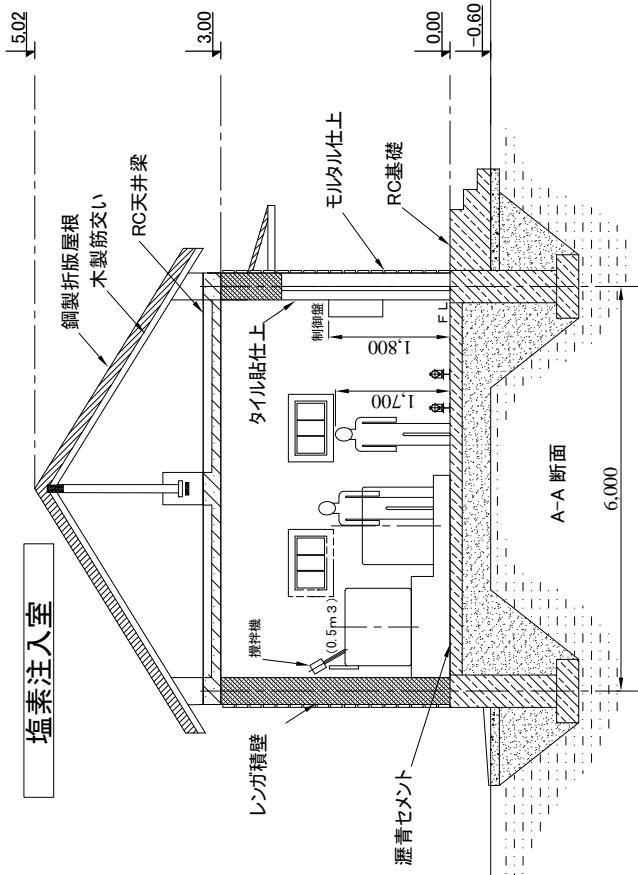 塩素注入室
5.02
3.00
0.00
-0.60
鋼製折版屋根
木製筋交い
RC天井梁
モルタル仕上
RC基礎
タイル貼仕上
制御盤
FL
1,800
1,700
攪拌機
(0.5m3)
レンガ積壁
瀝青セメント
A-A 断面
6,000